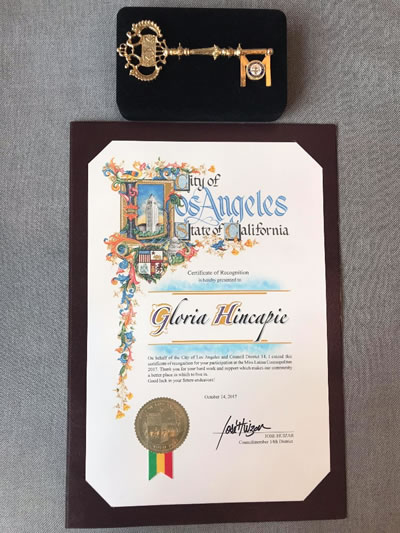 City of
Los Angeles
State of California
Certificate of Recognition
is hereby presented to
Gloria Hincapie
On behalf of the City of Los Angeles and Council District 14, I extend this
certificate of recognition for your participation at the Miss Latina Cosmopolitan
2017. Thank you for your hard work and support which makes our community
a better place in which to live in.
Good luck in your future endeavors!
October 14, 2017
José Huizar
JOSE HUIZAR
Councilmember 14th District